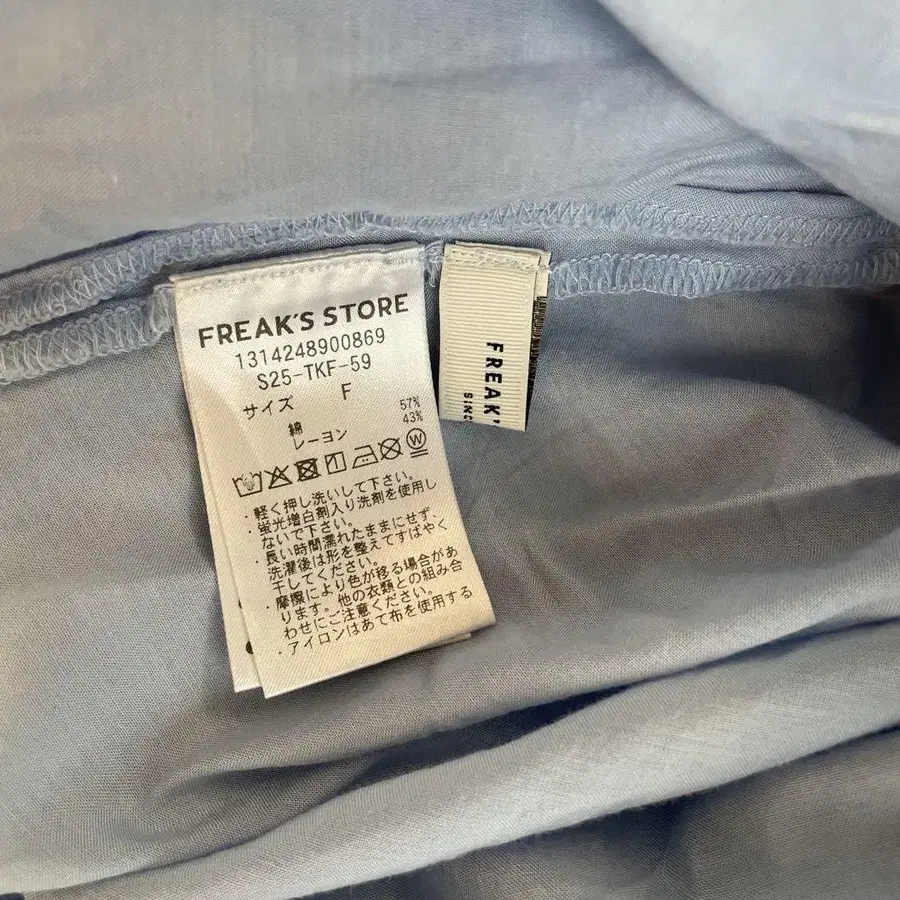 FREAK'S STORE
1314248900869
S25-TKF-59
サイズ F
綿 57%
レーヨン 43%
W
・軽く押し洗いして下さい。
・蛍光増白剤入り洗剤を使用し
ないで下さい。
・長い時間濡れたままにせず、
洗濯後は形を整えてすばやく
干してください。
・摩擦により色が移る場合があ
ります。他の衣類との組み合
わせにご注意ください。
・アイロンはあて布を使用する
FREAK'
SINC